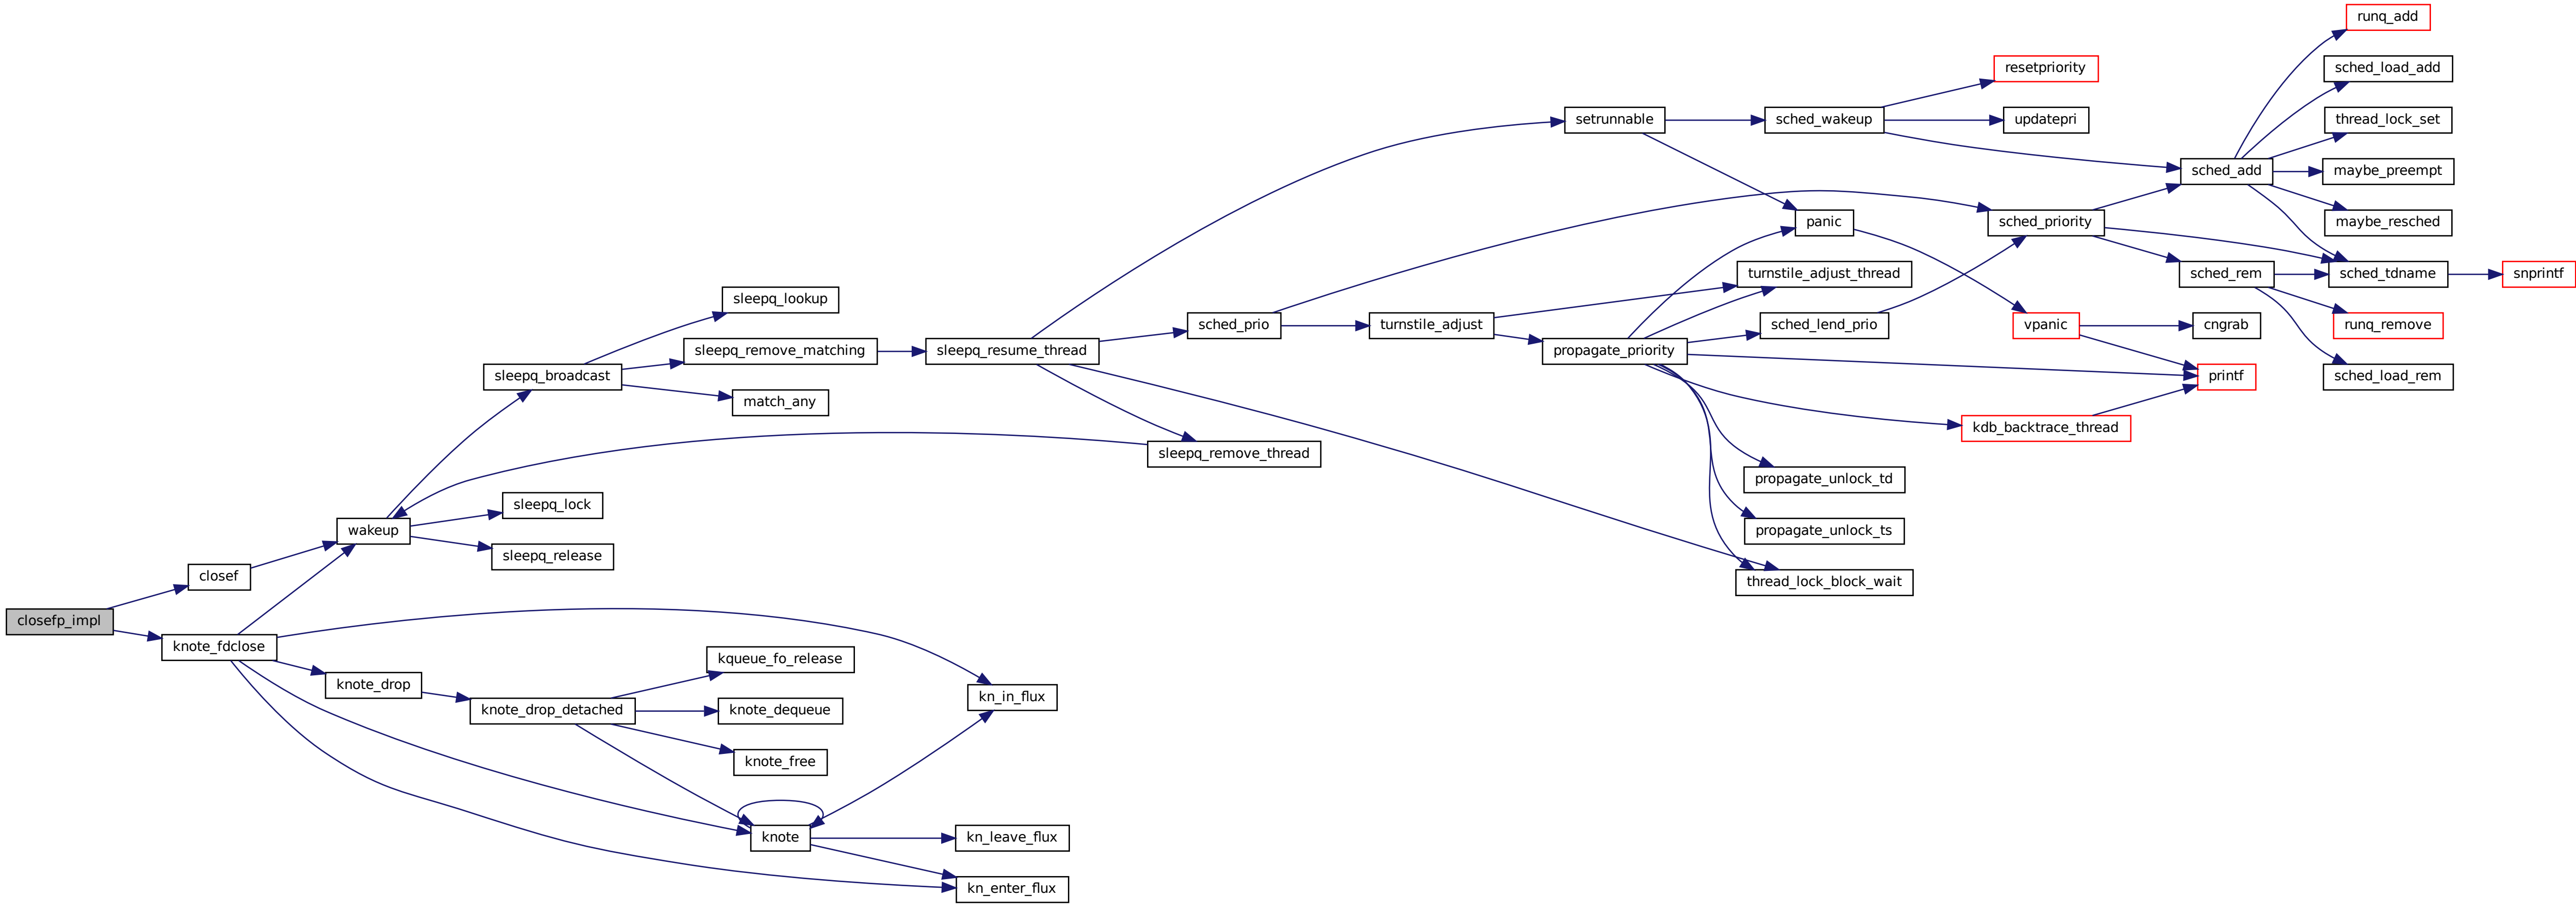 runq_add
resetpriority
sched_load_add
setrunnable
sched_wakeup
updatepri
thread_lock_set
sched_add
maybe_preempt
panic
sched_priority
maybe_resched
turnstile_adjust_thread
sched_rem
sched_tdname
snprintf
sleepq_lookup
sched_prio
turnstile_adjust
sched_lend_prio
vpanic
cngrab
runq_remove
sleepq_remove_matching
sleepq_resume_thread
propagate_priority
sleepq_broadcast
printf
sched_load_rem
match_any
kdb_backtrace_thread
sleepq_remove_thread
propagate_unlock_td
sleepq_lock
wakeup
propagate_unlock_ts
sleepq_release
closef
thread_lock_block_wait
closefp_impl
knote_fdclose
kqueue_fo_release
knote_drop
kn_in_flux
knote_drop_detached
knote_dequeue
knote_free
knote
kn_leave_flux
kn_enter_flux